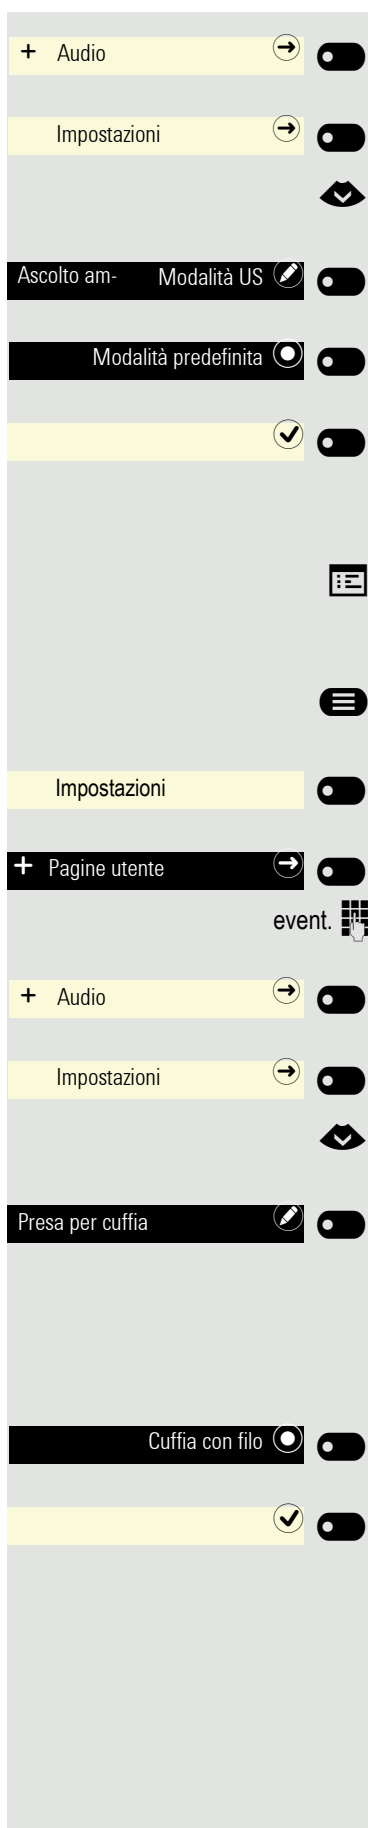 + Audio
Impostazioni
Ascolto am- Modalità US
Modalità predefinita
Impostazioni
+ Pagine utente
event.
+ Audio
Impostazioni
Presa per cuffia
Cuffia con filo